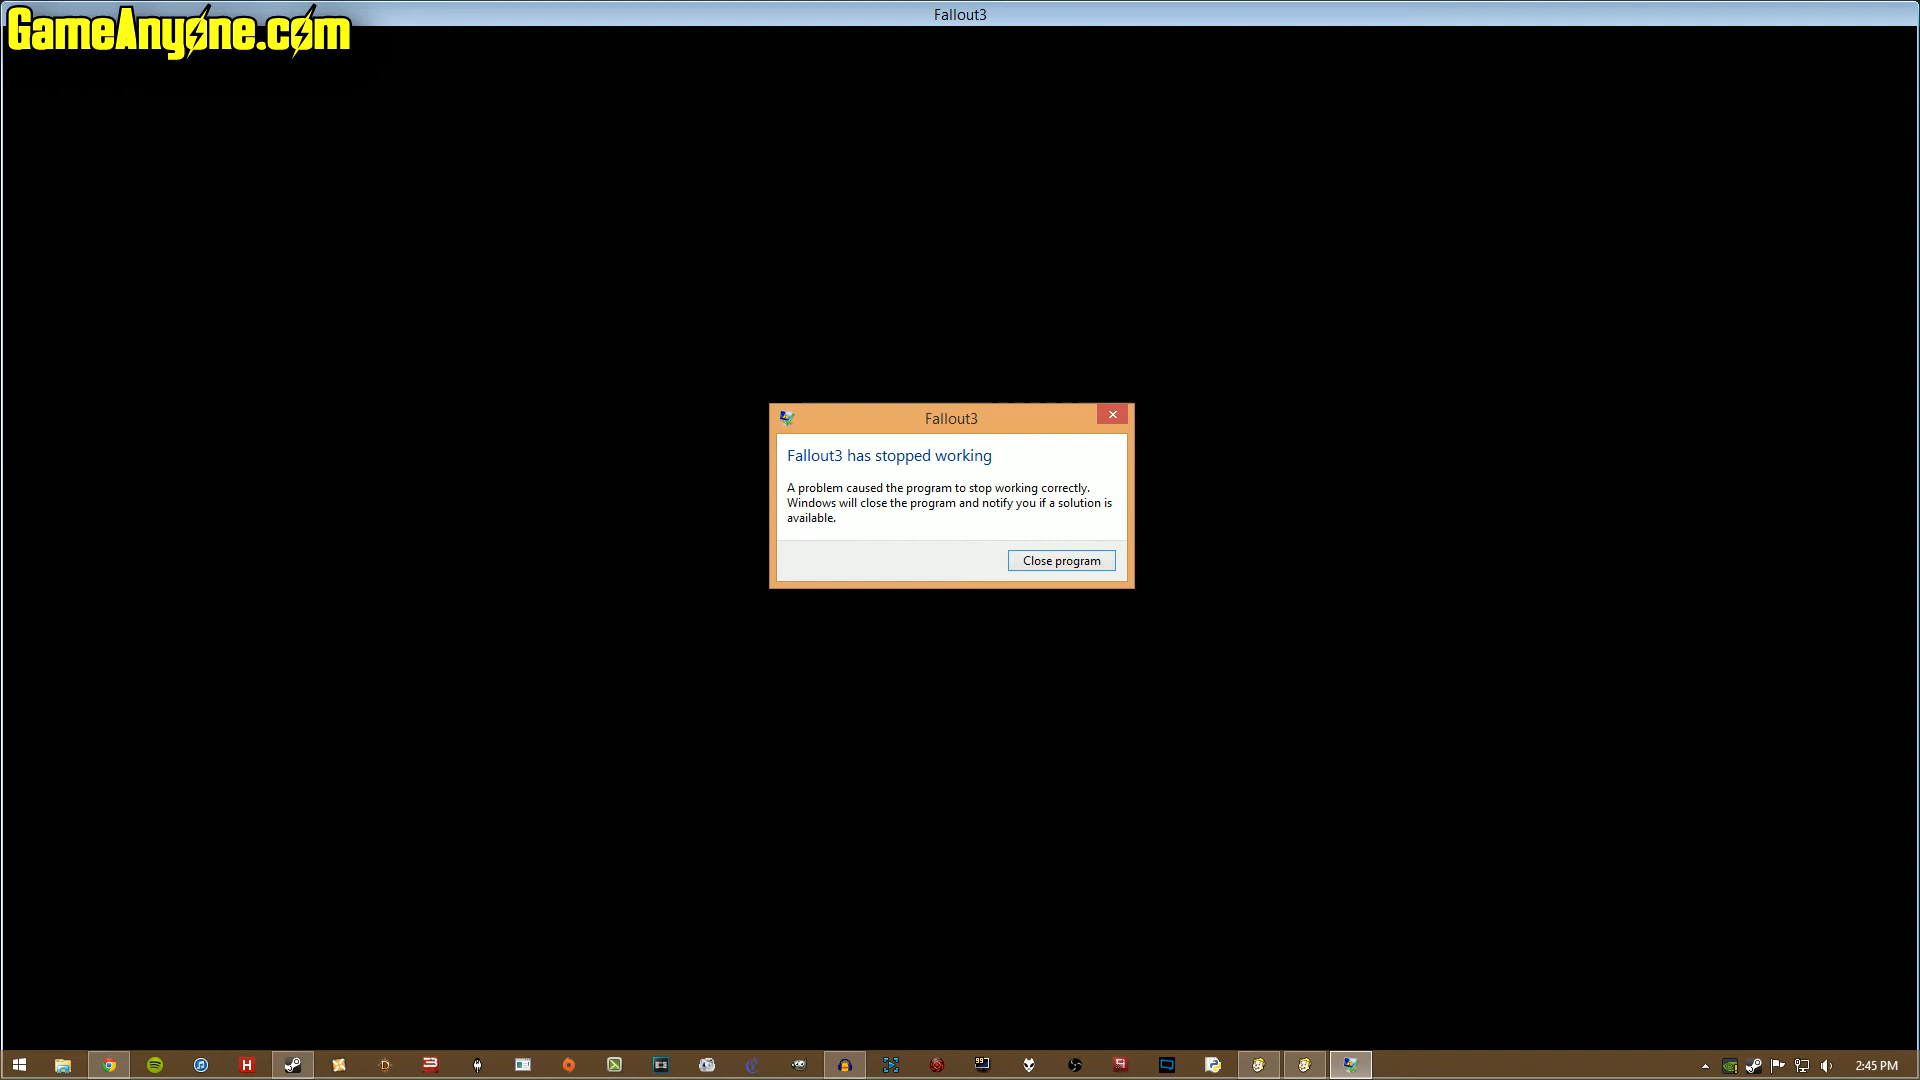 Fallout3
GameAnyone.com
Fallout3
Fallout3 has stopped working
A problem caused the program to stop working correctly.
Windows will close the program and notify you if a solution is
available.
Close program
2:45 PM